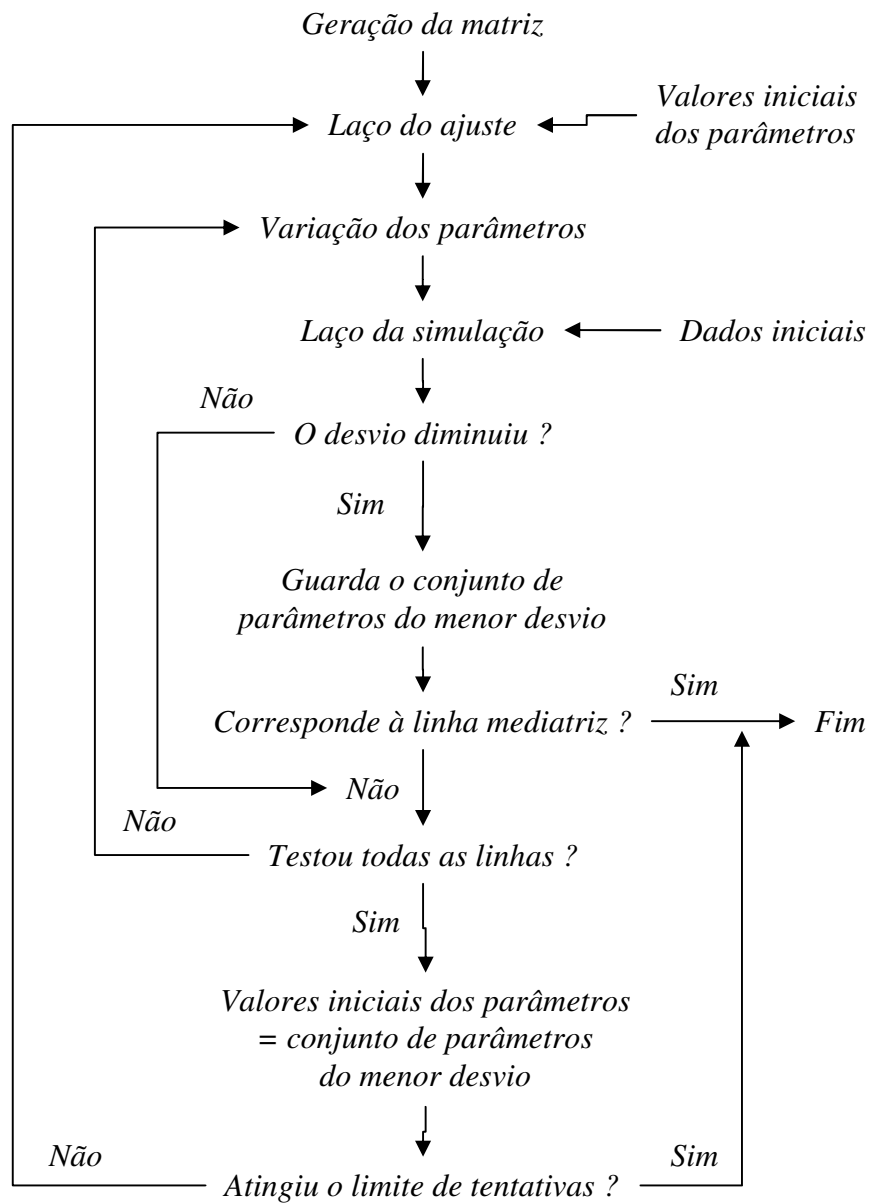 Geração da matriz
Valores iniciais
dos parâmetros
Laço do ajuste
Variação dos parâmetros
Laço da simulação
Dados iniciais
Não
O desvio diminuiu ?
Sim
Guarda o conjunto de
parâmetros do menor desvio
Sim
Corresponde à linha mediatriz ?
Fim
Não
Não
Testou todas as linhas ?
Sim
Valores iniciais dos parâmetros
= conjunto de parâmetros
do menor desvio
Não
Sim
Atingiu o limite de tentativas ?